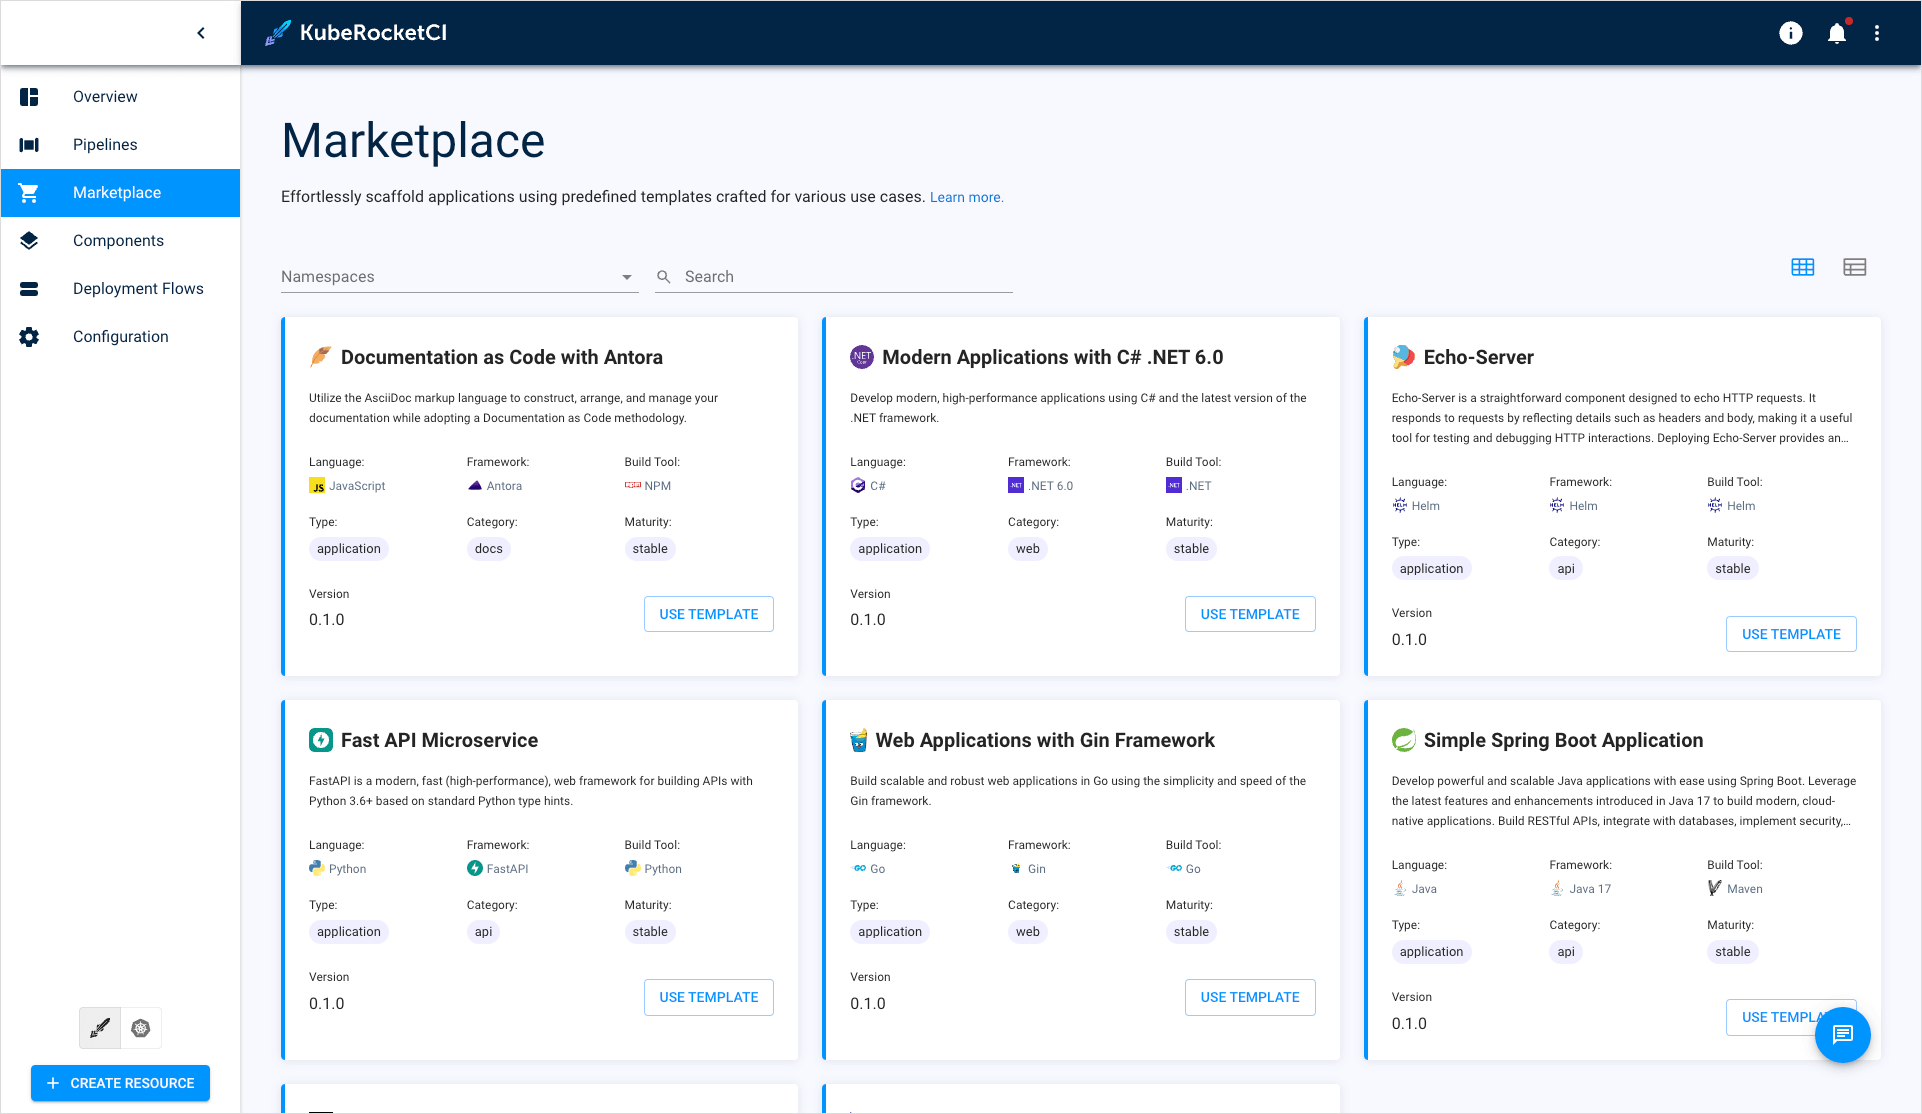 KubeRocketCI
Overview
Pipelines
Marketplace
Components
Deployment Flows
Configuration
CREATE RESOURCE
Marketplace
Effortlessly scaffold applications using predefined templates crafted for various use cases. Learn more.
Namespaces
Search
Documentation as Code with Antora
Utilize the AsciiDoc markup language to construct, arrange, and manage your
documentation while adopting a Documentation as Code methodology.
Language: Framework: Build Tool:
JavaScript Antora NPM
Type: Category: Maturity:
application docs stable
Version
0.1.0
USE TEMPLATE
Modern Applications with C# .NET 6.0
Develop modern, high-performance applications using C# and the latest version of the
.NET framework.
Language: Framework: Build Tool:
C# .NET 6.0 .NET
Type: Category: Maturity:
application web stable
Version
0.1.0
USE TEMPLATE
Echo-Server
Echo-Server is a straightforward component designed to echo HTTP requests. It
responds to requests by reflecting details such as headers and body, making it a useful
tool for testing and debugging HTTP interactions. Deploying Echo-Server provides an...
Language: Framework: Build Tool:
Helm Helm Helm
Type: Category: Maturity:
application api stable
Version
0.1.0
USE TEMPLATE
Fast API Microservice
FastAPI is a modern, fast (high-performance), web framework for building APIs with
Python 3.6+ based on standard Python type hints.
Language: Framework: Build Tool:
Python FastAPI Python
Type: Category: Maturity:
application api stable
Version
0.1.0
USE TEMPLATE
Web Applications with Gin Framework
Build scalable and robust web applications in Go using the simplicity and speed of the
Gin framework.
Language: Framework: Build Tool:
Go Gin Go
Type: Category: Maturity:
application web stable
Version
0.1.0
USE TEMPLATE
Simple Spring Boot Application
Develop powerful and scalable Java applications with ease using Spring Boot. Leverage
the latest features and enhancements introduced in Java 17 to build modern, cloud-
native applications. Build RESTful APIs, integrate with databases, implement security,...
Language: Framework: Build Tool:
Java Java 17 Maven
Type: Category: Maturity:
application api stable
Version
0.1.0
USE